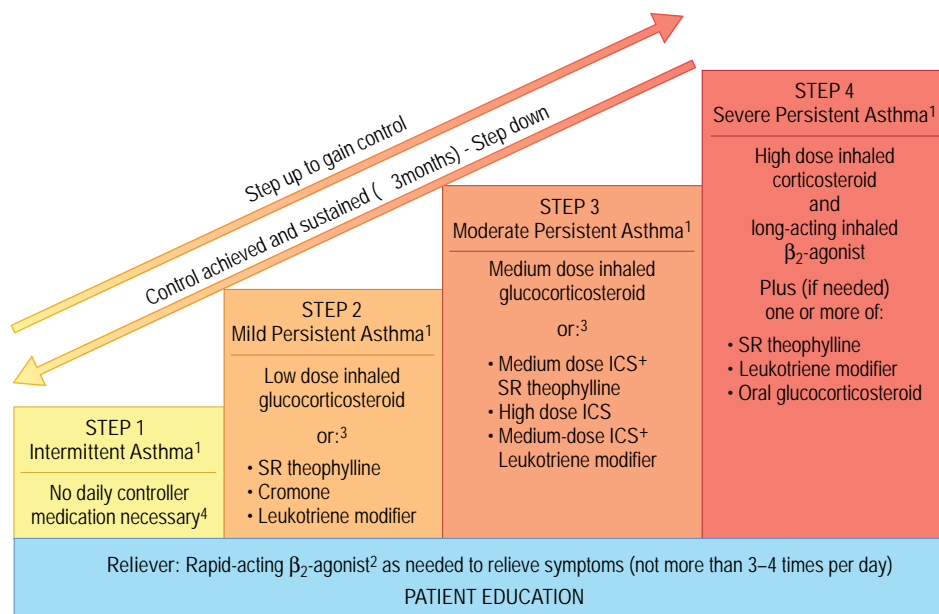 Step up to gain control
Control achieved and sustained ( 3months) - Step down
STEP 1
Intermittent Asthma¹
No daily controller
medication necessary⁴
STEP 2
Mild Persistent Asthma¹
Low dose inhaled
glucocorticosteroid
or:³
• SR theophylline
• Cromone
• Leukotriene modifier
STEP 3
Moderate Persistent Asthma¹
Medium dose inhaled
glucocorticosteroid
or:³
• Medium dose ICS⁺
SR theophylline
• High dose ICS
• Medium-dose ICS⁺
Leukotriene modifier
STEP 4
Severe Persistent Asthma¹
High dose inhaled
corticosteroid
and
long-acting inhaled
β₂-agonist
Plus (if needed)
one or more of:
• SR theophylline
• Leukotriene modifier
• Oral glucocorticosteroid
Reliever: Rapid-acting β₂-agonist² as needed to relieve symptoms (not more than 3–4 times per day)
PATIENT EDUCATION